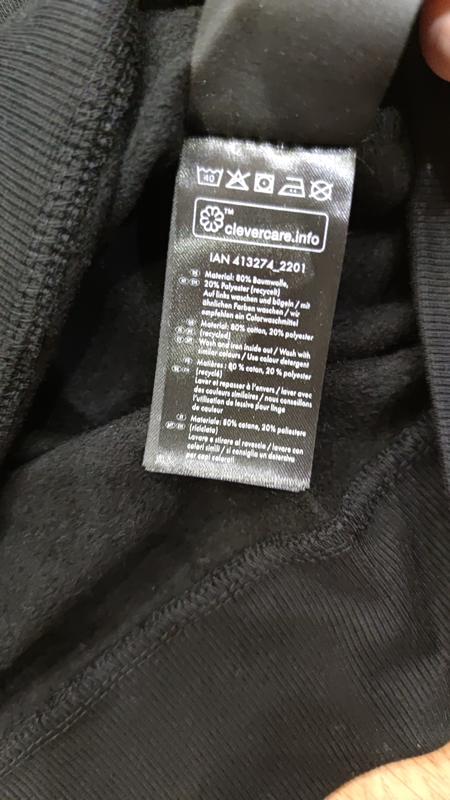 40
™
clevercare.info
IAN 413274_2201
Material: 80% Baumwolle,
20% Polyester (recycelt)
Auf links waschen und bügeln / mit
ähnlichen Farben waschen / wir
empfehlen ein Colorwaschmittel
Material: 80% cotton, 20% polyester
(recycled)
Wash and iron inside out / Wash with
similar colours / Use colour detergent
Matières : 80 % coton, 20 % polyester
(recyclé)
Laver et repasser à l'envers / laver avec
des couleurs similaires / nous conseillons
l'utilisation de lessive pour linge
de couleur
Materiale: 80% cotone, 20% poliestere
(riciclato)
Lavare e stirare al rovescio / lavare con
colori simili / si consiglia un detersivo
per capi colorati